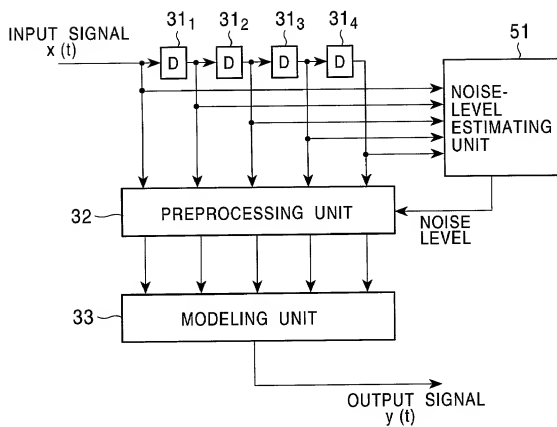 INPUT SIGNAL
x (t)
31₁ 31₂ 31₃ 31₄
D D D D
51
NOISE-
LEVEL
ESTIMATING
UNIT
32
PREPROCESSING UNIT
NOISE
LEVEL
33
MODELING UNIT
OUTPUT SIGNAL
y (t)